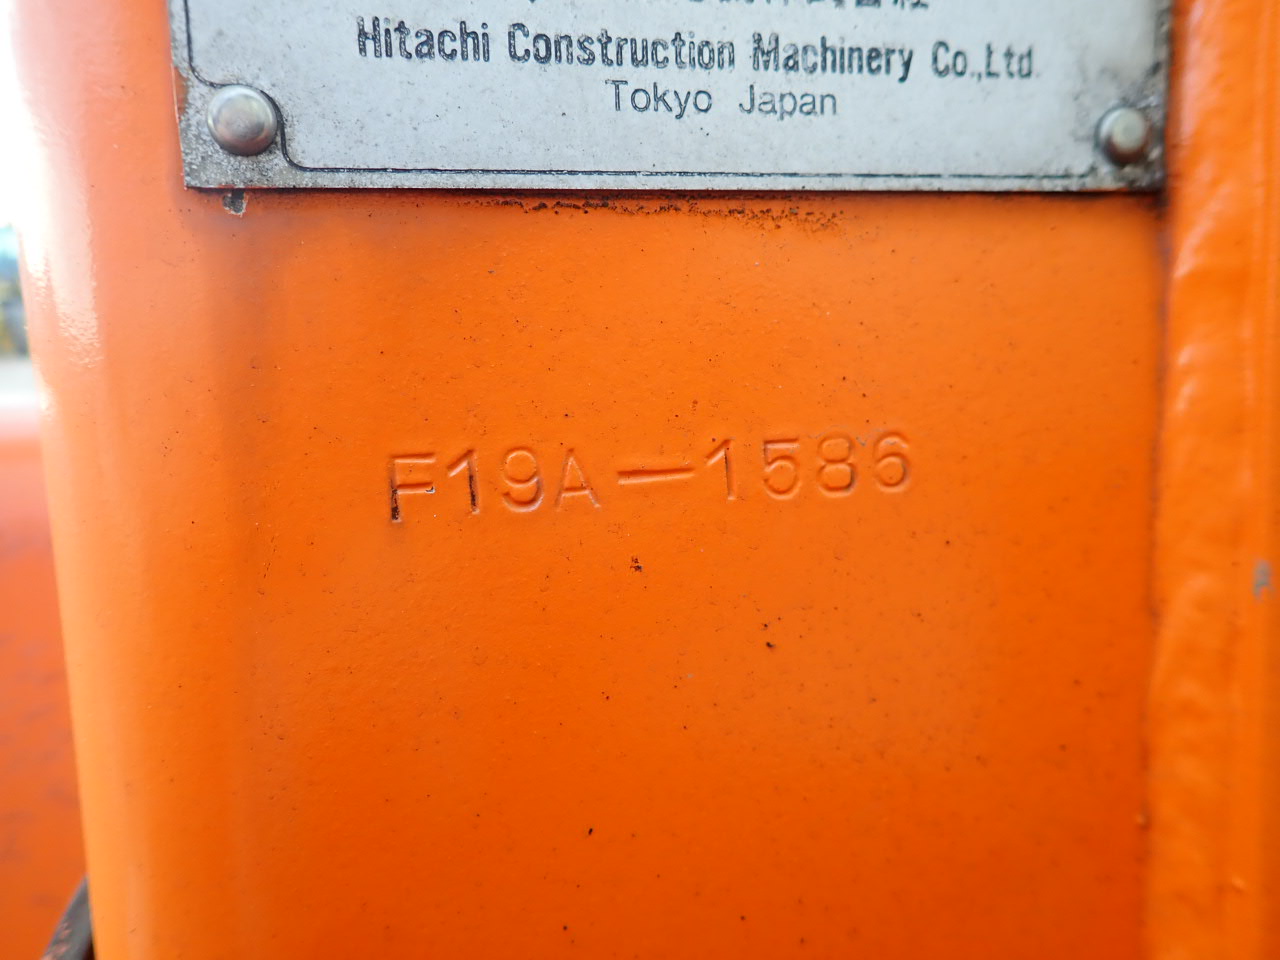 Hitachi Construction Machinery Co.,Ltd.
Tokyo Japan
F19A-1586